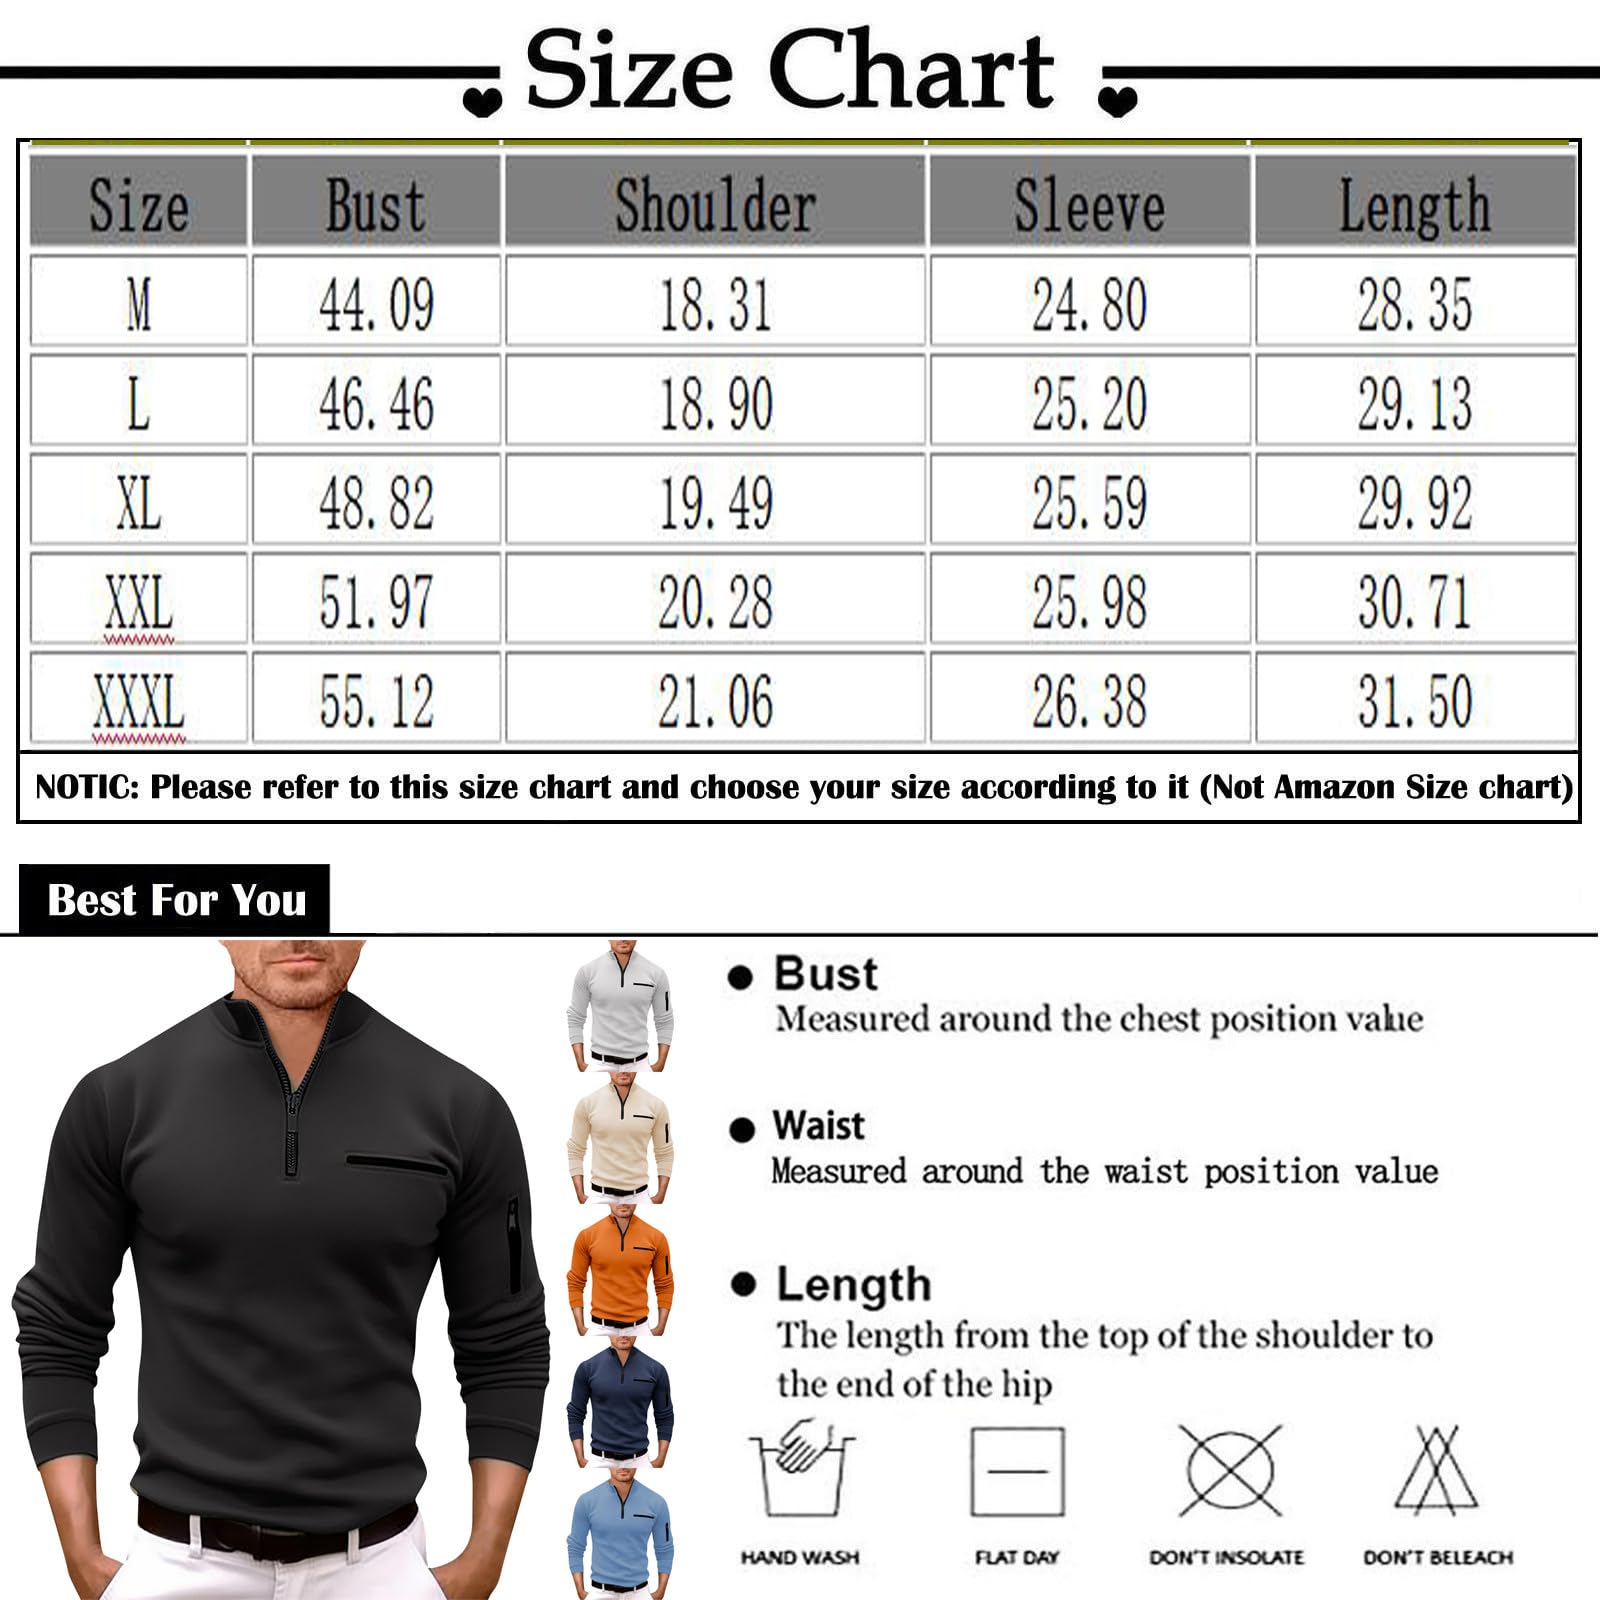 Size Chart
Size Bust Shoulder Sleeve Length
M 44.09 18.31 24.80 28.35
L 46.46 18.90 25.20 29.13
XL 48.82 19.49 25.59 29.92
XXL 51.97 20.28 25.98 30.71
XXXL 55.12 21.06 26.38 31.50
NOTIC: Please refer to this size chart and choose your size according to it (Not Amazon Size chart)
Best For You
Bust
Measured around the chest position value
Waist
Measured around the waist position value
Length
The length from the top of the shoulder to
the end of the hip
HAND WASH FLAT DAY DON'T INSOLATE DON'T BELEACH